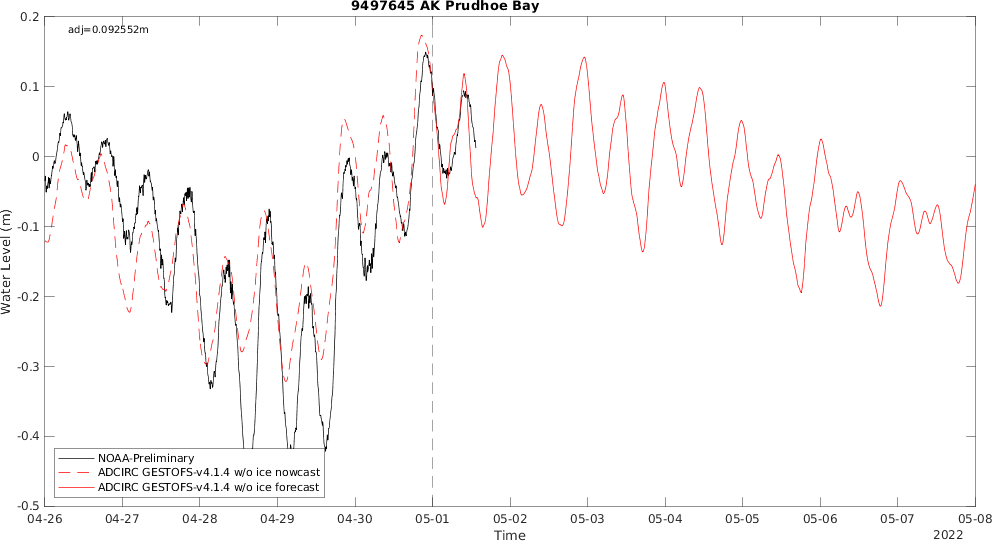 9497645 AK Prudhoe Bay
adj=0.092552m
0.2
0.1
0
-0.1
-0.2
-0.3
-0.4
-0.5
Water Level (m)
NOAA-Preliminary
ADCIRC GESTOFS-v4.1.4 w/o ice nowcast
ADCIRC GESTOFS-v4.1.4 w/o ice forecast
04-26 04-27 04-28 04-29 04-30 05-01 05-02 05-03 05-04 05-05 05-06 05-07 05-08
Time
2022